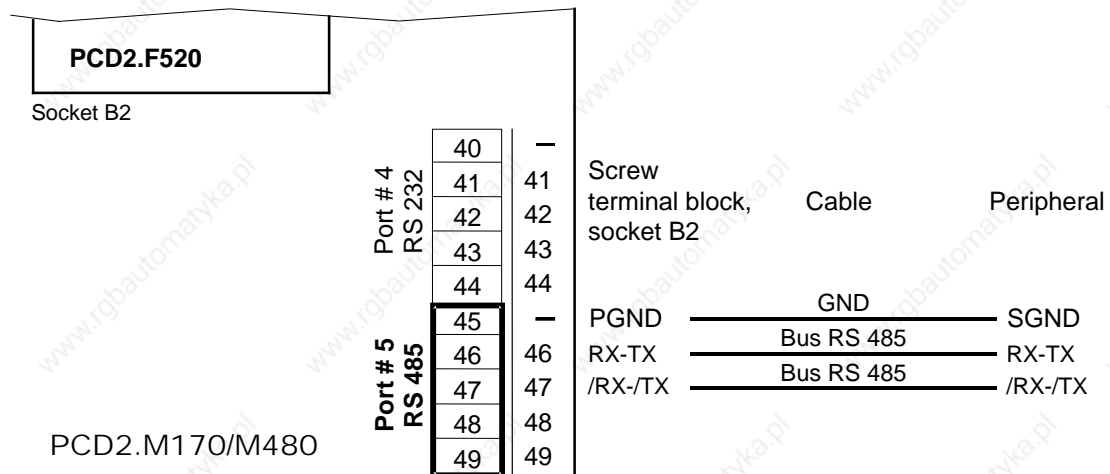 PCD2.F520
Socket B2
Port # 4
RS 232
40 –
41 41
42 42
43 43
44 44
Port # 5
RS 485
45 –
46 46
47 47
48 48
49 49
Screw
terminal block,
socket B2
Cable
Peripheral
PGND GND SGND
RX-TX Bus RS 485 RX-TX
/RX-/TX Bus RS 485 /RX-/TX
PCD2.M170/M480
www.rgbautomatyka.pl